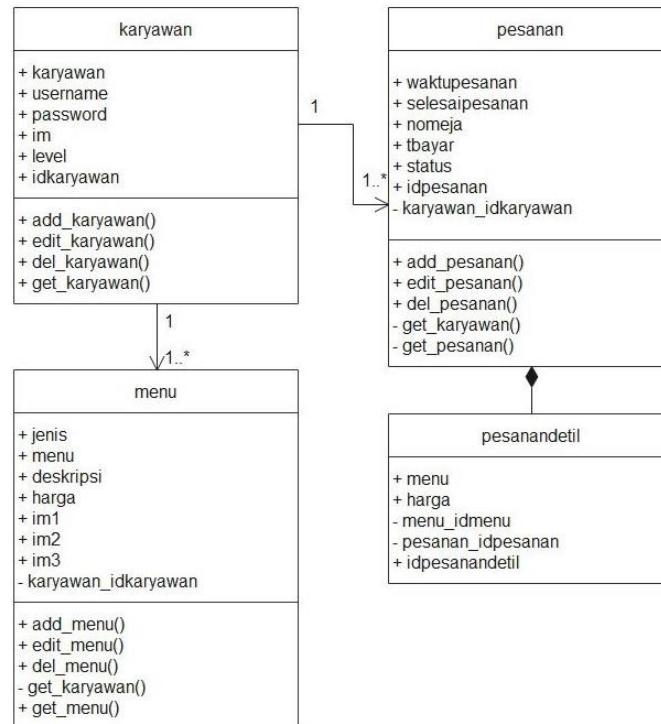 karyawan
+ karyawan
+ username
+ password
+ im
+ level
+ idkaryawan
+ add_karyawan()
+ edit_karyawan()
+ del_karyawan()
+ get_karyawan()
1
1..*
pesanan
+ waktupesanan
+ selesaipesanan
+ nomeja
+ tbayar
+ status
+ idpesanan
- karyawan_idkaryawan
+ add_pesanan()
+ edit_pesanan()
+ del_pesanan()
- get_karyawan()
- get_pesanan()
1
1..*
menu
+ jenis
+ menu
+ deskripsi
+ harga
+ im1
+ im2
+ im3
- karyawan_idkaryawan
+ add_menu()
+ edit_menu()
+ del_menu()
- get_karyawan()
+ get_menu()
pesanandetil
+ menu
+ harga
- menu_idmenu
- pesanan_idpesanan
+ idpesanandetil